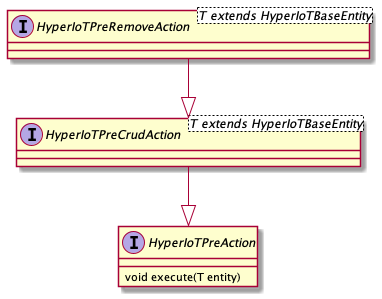 T extends HyperIoTBaseEntity
I HyperIoTPreRemoveAction
T extends HyperIoTBaseEntity
I HyperIoTPreCrudAction
I HyperIoTPreAction
void execute(T entity)